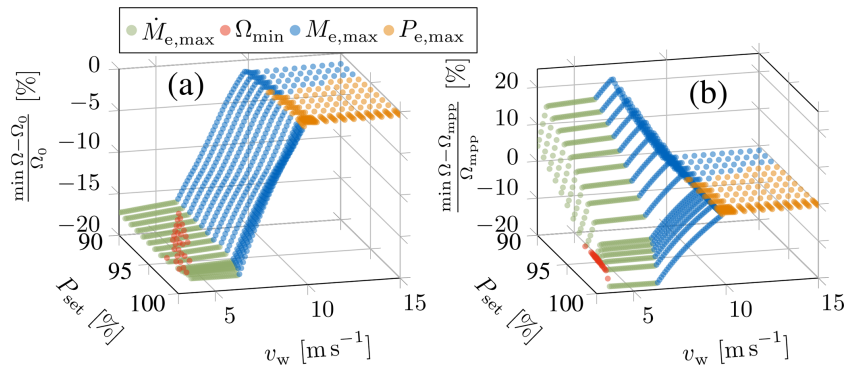 Ṁe,max Ωmin Me,max Pe,max
(a)
0
−5
−10
−15
−20
min Ω−Ω0 / Ω0 [%]
90
95
100
Pset [%]
5
10
15
vw [m s−1]
(b)
20
10
0
−10
−20
min Ω−Ωmpp / Ωmpp [%]
90
95
100
Pset [%]
5
10
15
vw [m s−1]